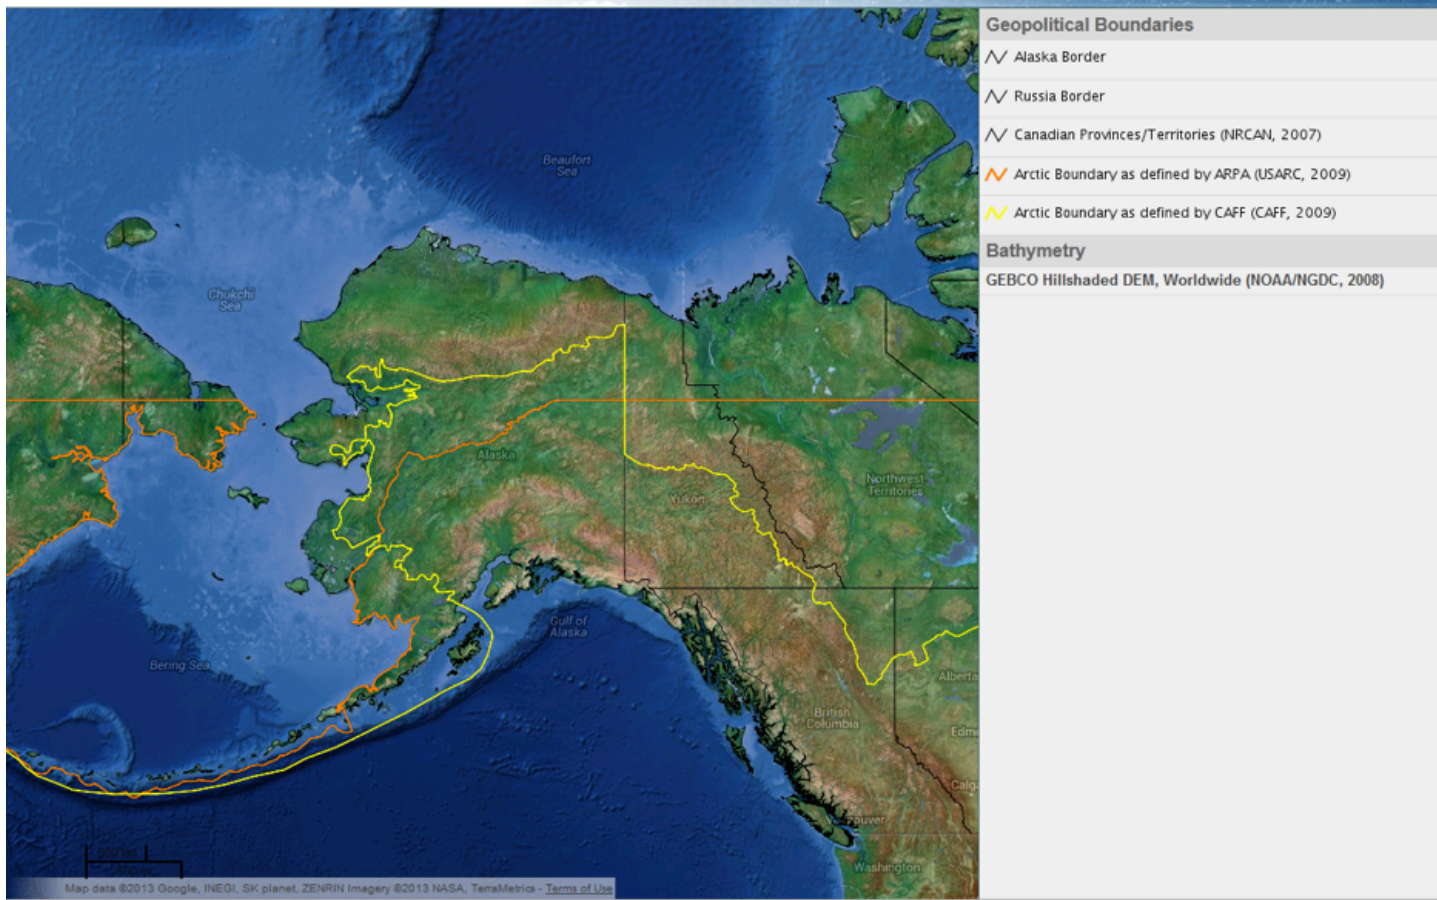 Geopolitical Boundaries
Alaska Border
Russia Border
Canadian Provinces/Territories (NRCAN, 2007)
Arctic Boundary as defined by ARPA (USARC, 2009)
Arctic Boundary as defined by CAFF (CAFF, 2009)
Bathymetry
GEBCO Hillshaded DEM, Worldwide (NOAA/NGDC, 2008)
Beaufort
Sea
Chukchi
Sea
Alaska
Yukon
Northwest
Territories
Gulf of
Alaska
Bering Sea
Alberta
British
Columbia
Edm
Calg
Washington
Map data ©2013 Google, INEGI, SK planet, ZENRIN Imagery ©2013 NASA, TerraMetrics - Terms of Use